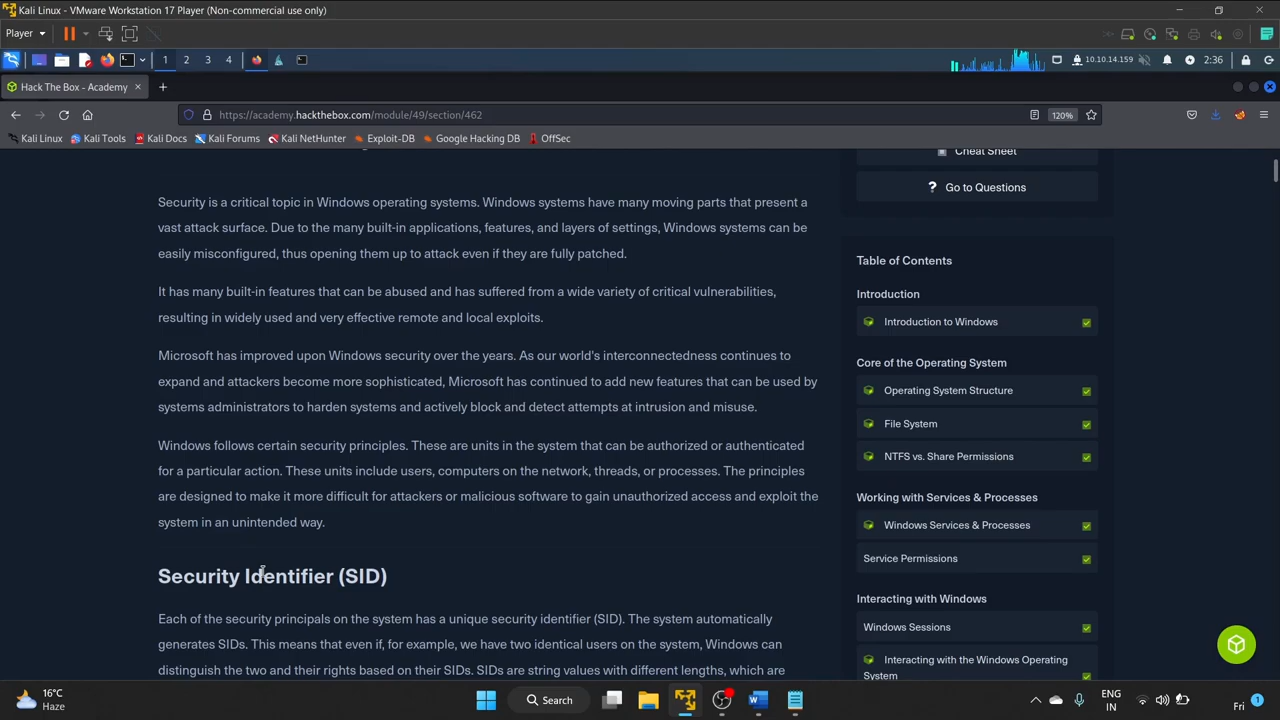 Kali Linux - VMware Workstation 17 Player (Non-commercial use only)
Player
1 2 3 4
10.10.14.159
2:36
Hack The Box - Academy
https://academy.hackthebox.com/module/49/section/462
120%
Kali Linux
Kali Tools
Kali Docs
Kali Forums
Kali NetHunter
Exploit-DB
Google Hacking DB
OffSec
Security is a critical topic in Windows operating systems. Windows systems have many moving parts that present a
vast attack surface. Due to the many built-in applications, features, and layers of settings, Windows systems can be
easily misconfigured, thus opening them up to attack even if they are fully patched.
It has many built-in features that can be abused and has suffered from a wide variety of critical vulnerabilities,
resulting in widely used and very effective remote and local exploits.
Microsoft has improved upon Windows security over the years. As our world's interconnectedness continues to
expand and attackers become more sophisticated, Microsoft has continued to add new features that can be used by
systems administrators to harden systems and actively block and detect attempts at intrusion and misuse.
Windows follows certain security principles. These are units in the system that can be authorized or authenticated
for a particular action. These units include users, computers on the network, threads, or processes. The principles
are designed to make it more difficult for attackers or malicious software to gain unauthorized access and exploit the
system in an unintended way.
Security Identifier (SID)
Each of the security principals on the system has a unique security identifier (SID). The system automatically
generates SIDs. This means that even if, for example, we have two identical users on the system, Windows can
distinguish the two and their rights based on their SIDs. SIDs are string values with different lengths, which are
Cheat Sheet
? Go to Questions
Table of Contents
Introduction
Introduction to Windows
Core of the Operating System
Operating System Structure
File System
NTFS vs. Share Permissions
Working with Services & Processes
Windows Services & Processes
Service Permissions
Interacting with Windows
Windows Sessions
Interacting with the Windows Operating
System
16°C
Haze
Search
ENG
IN
Fri
1